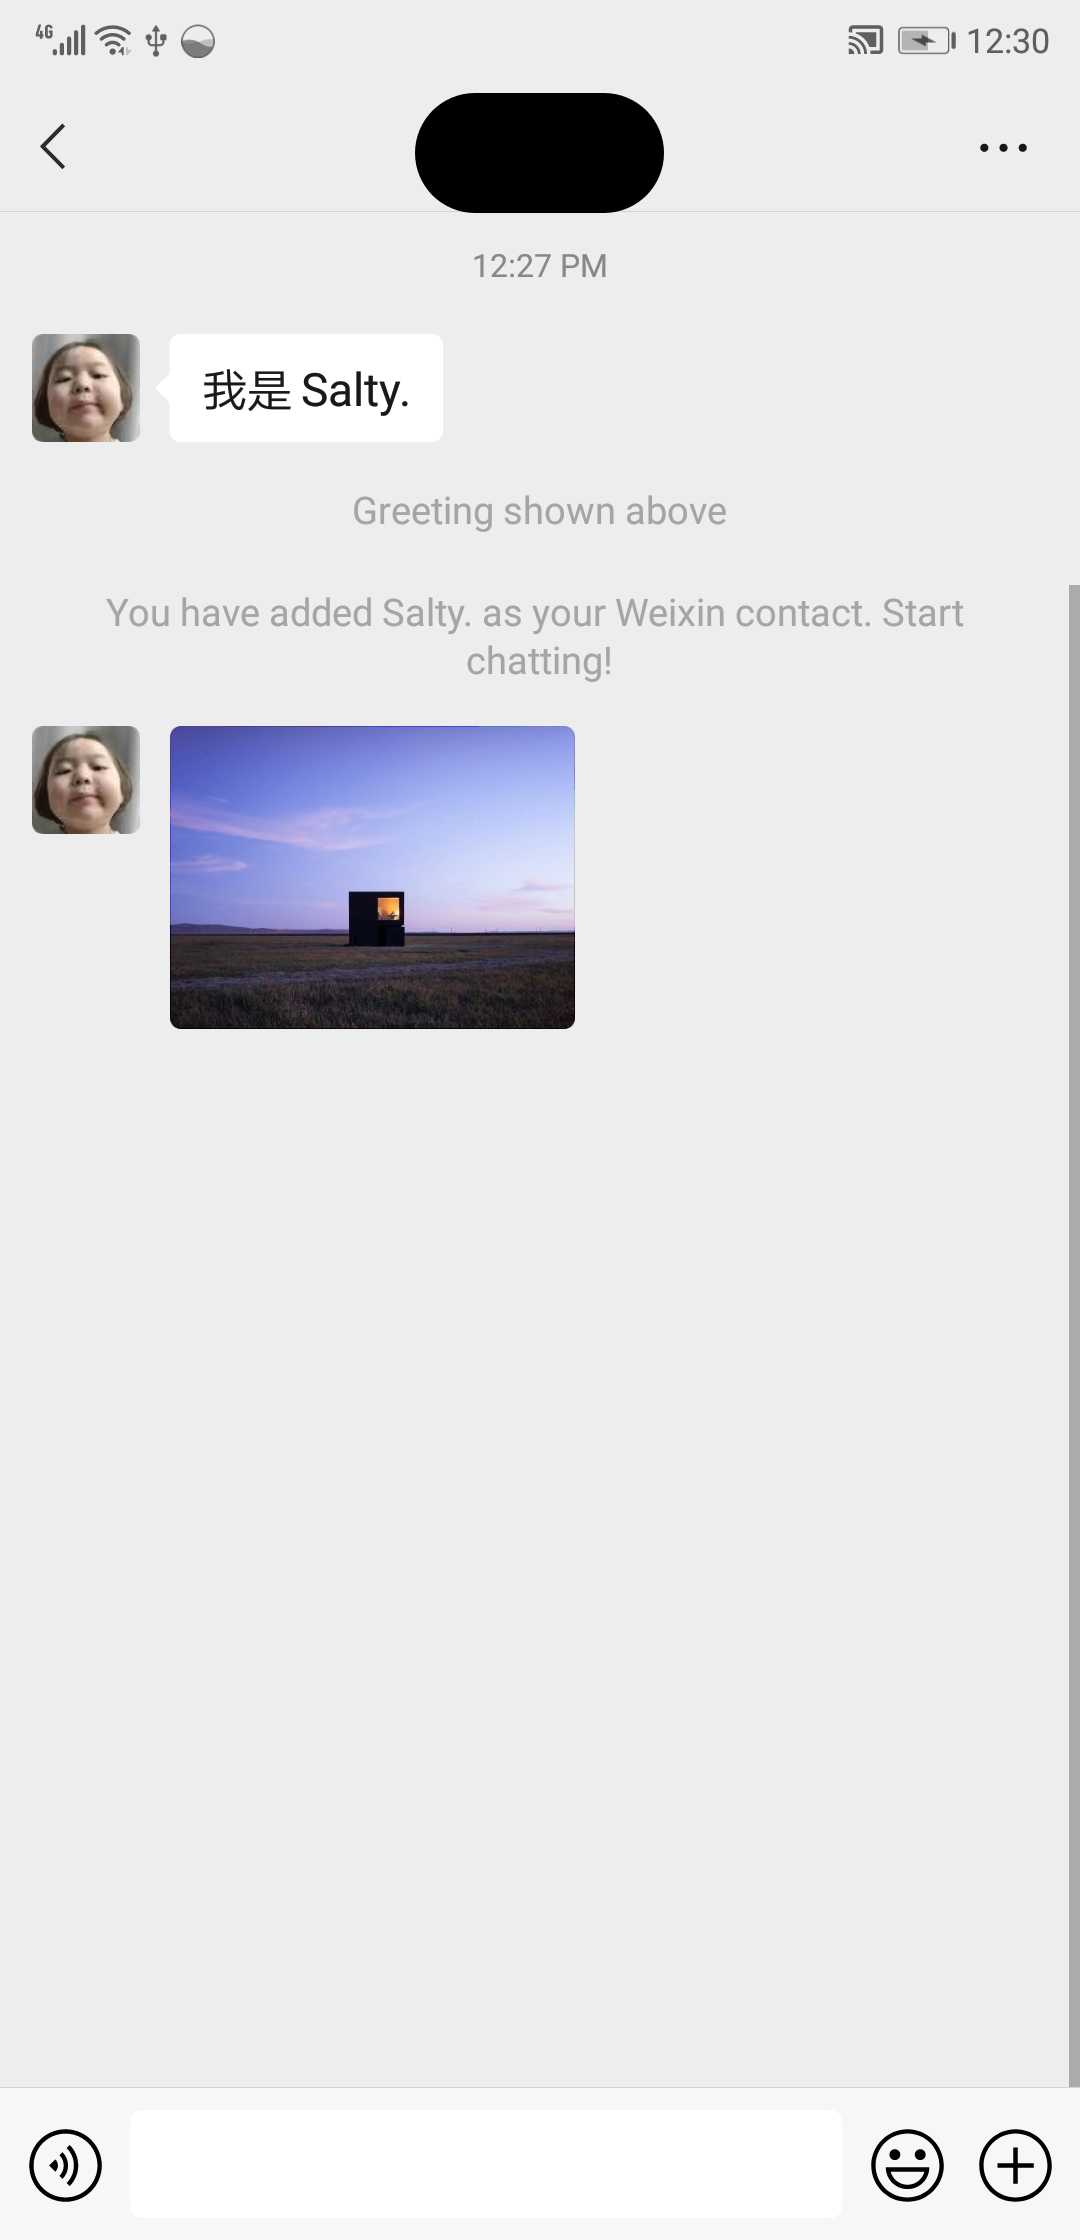 4G 12:30
12:27 PM
我是 Salty.
Greeting shown above
You have added Salty. as your Weixin contact. Start
chatting!